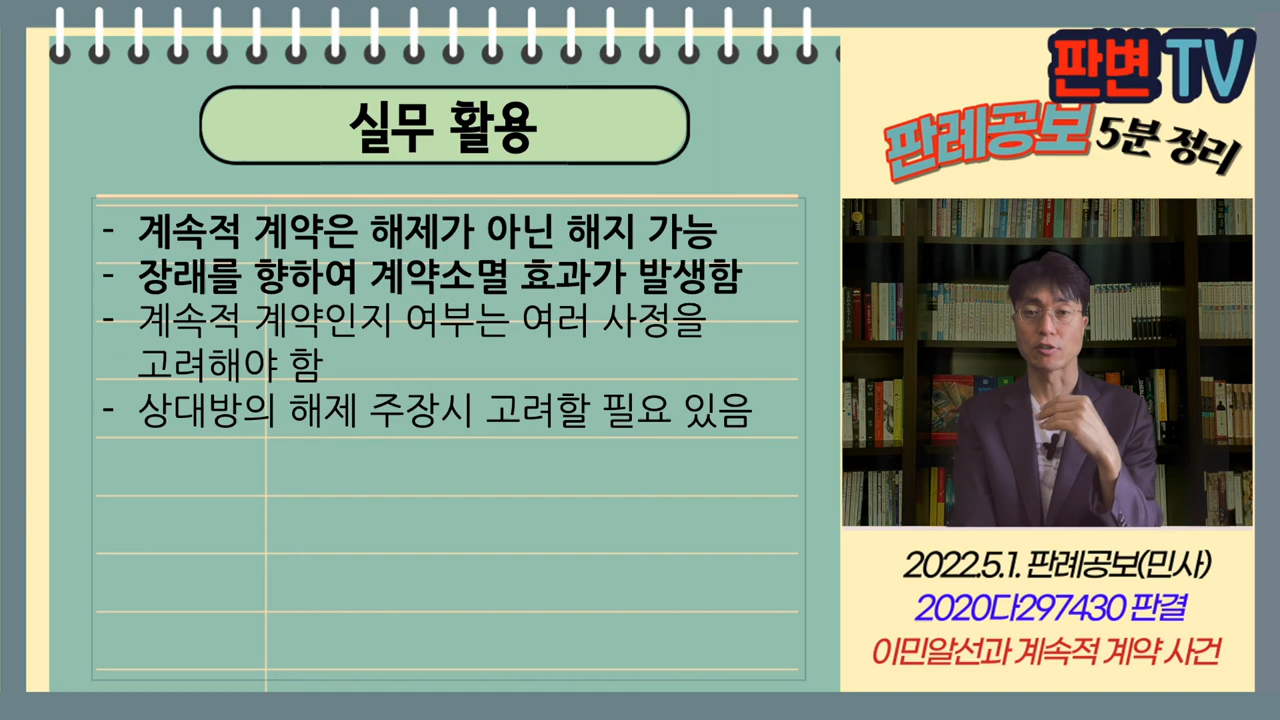 실무 활용
- 계속적 계약은 해제가 아닌 해지 가능
- 장래를 향하여 계약소멸 효과가 발생함
- 계속적 계약인지 여부는 여러 사정을
고려해야 함
- 상대방의 해제 주장시 고려할 필요 있음
판변 TV
판례공보 5분 정리
2022.5.1. 판례공보(민사)
2020다297430 판결
이민알선과 계속적 계약 사건